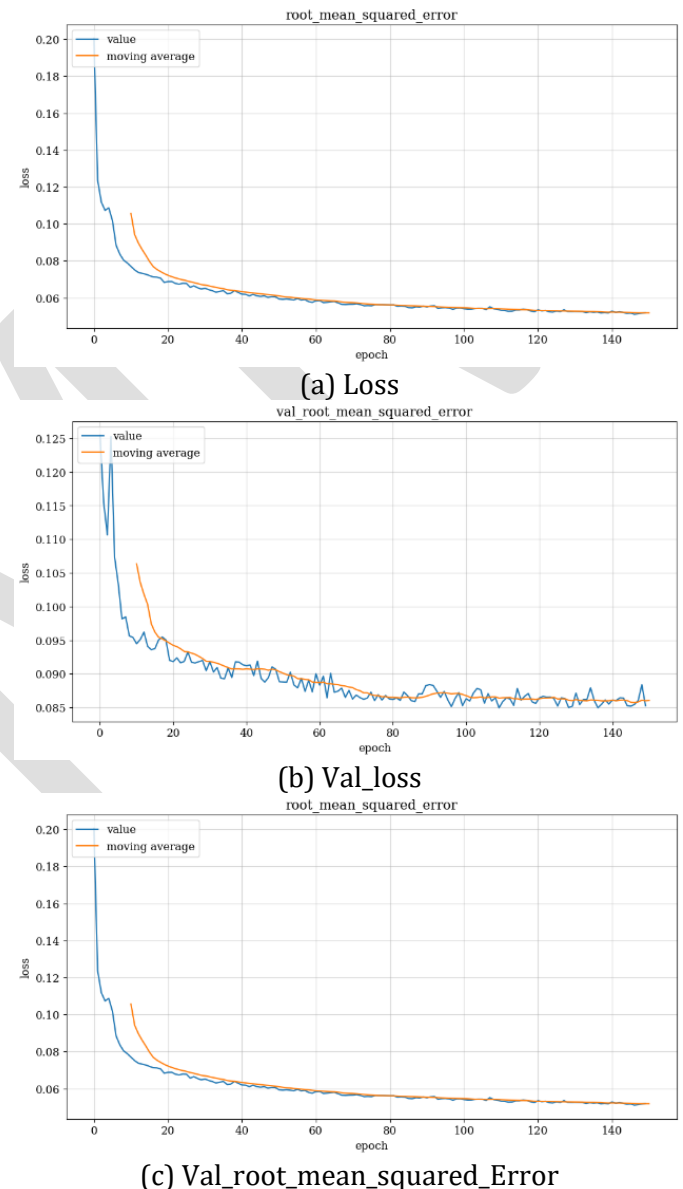 root_mean_squared_error
value
moving average
0.20
0.18
0.16
0.14
0.12
0.10
0.08
0.06
loss
0 20 40 60 80 100 120 140
epoch
(a) Loss
val_root_mean_squared_error
value
moving average
0.125
0.120
0.115
0.110
0.105
0.100
0.095
0.090
0.085
loss
0 20 40 60 80 100 120 140
epoch
(b) Val_loss
root_mean_squared_error
value
moving average
0.20
0.18
0.16
0.14
0.12
0.10
0.08
0.06
loss
0 20 40 60 80 100 120 140
epoch
(c) Val_root_mean_squared_Error